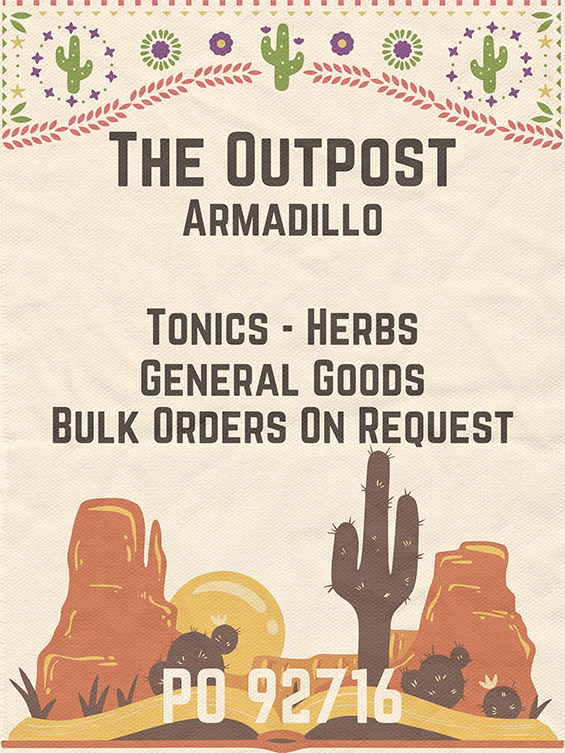 The Outpost
Armadillo
Tonics - Herbs
General Goods
Bulk Orders On Request
PO 92716